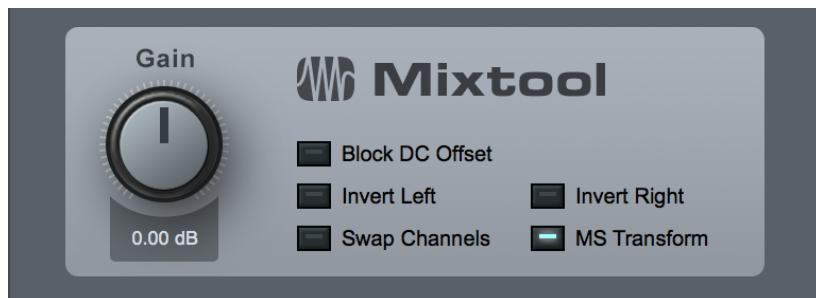 Gain
Mixtool
Block DC Offset
Invert Left
Invert Right
Swap Channels
MS Transform
0.00 dB